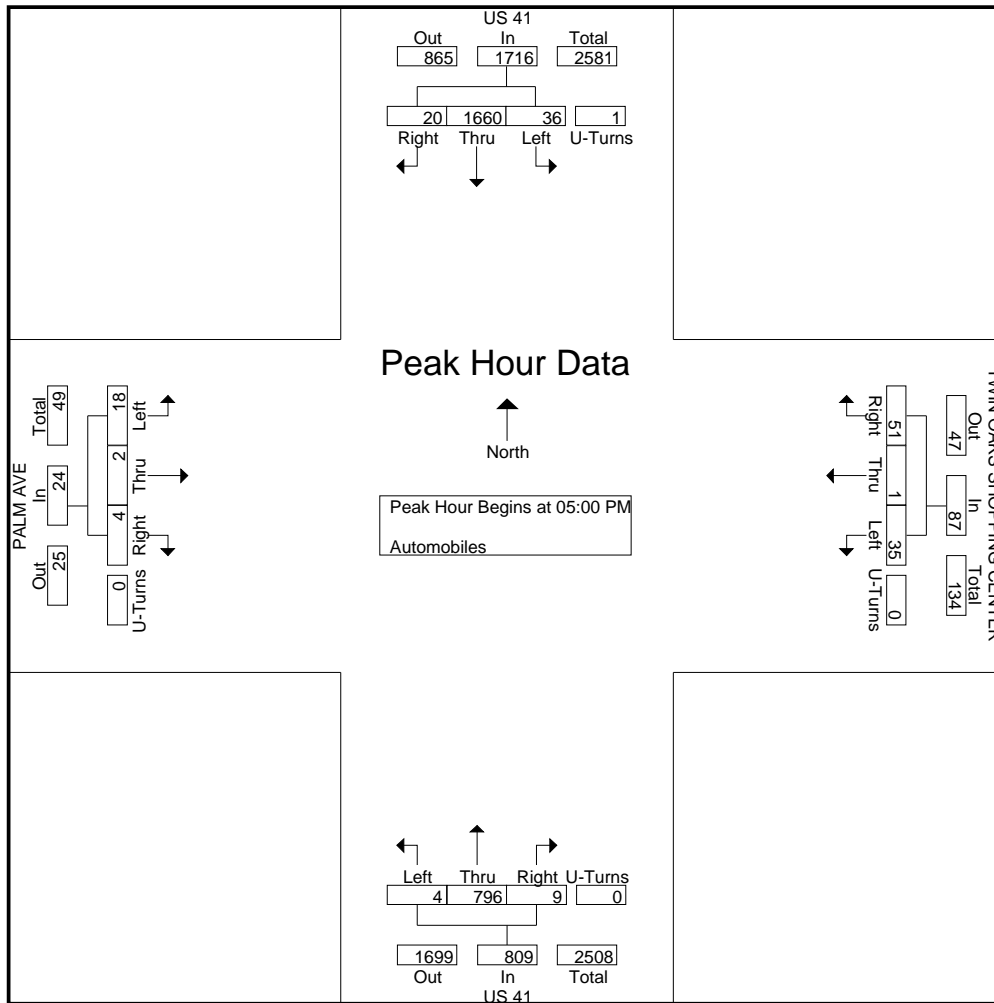 US 41
Out In Total
865 1716 2581
20 1660 36 1
Right Thru Left U-Turns
Peak Hour Data
North
Peak Hour Begins at 05:00 PM
Automobiles
PALM AVE
Out In Total
25 24 49
18 2 4 0
Left Thru Right U-Turns
Out In Total
47 87 134
51 1 35 0
Right Thru Left U-Turns
Left Thru Right U-Turns
4 796 9 0
1699 809 2508
Out In Total
US 41